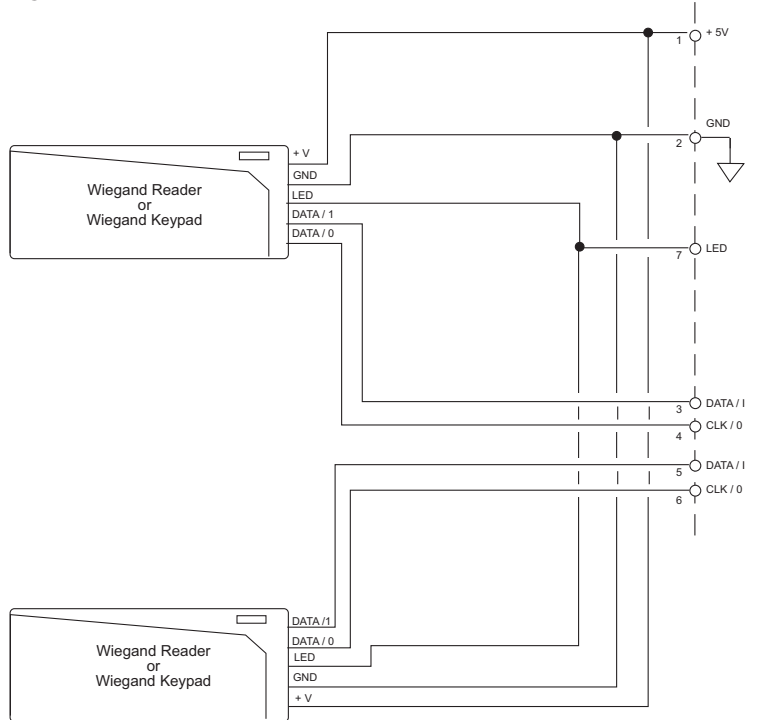 + 5V
1
GND
2
+ V
GND
LED
DATA / 1
DATA / 0
Wiegand Reader
or
Wiegand Keypad
LED
7
DATA / I
3
CLK / 0
4
DATA / I
5
CLK / 0
6
DATA /1
DATA / 0
LED
GND
+ V
Wiegand Reader
or
Wiegand Keypad